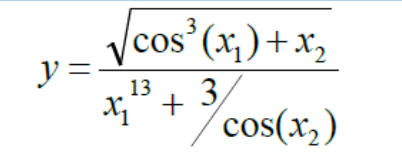 y = √(cos³(x₁) + x₂) / (x₁¹³ + 3/cos(x₂))